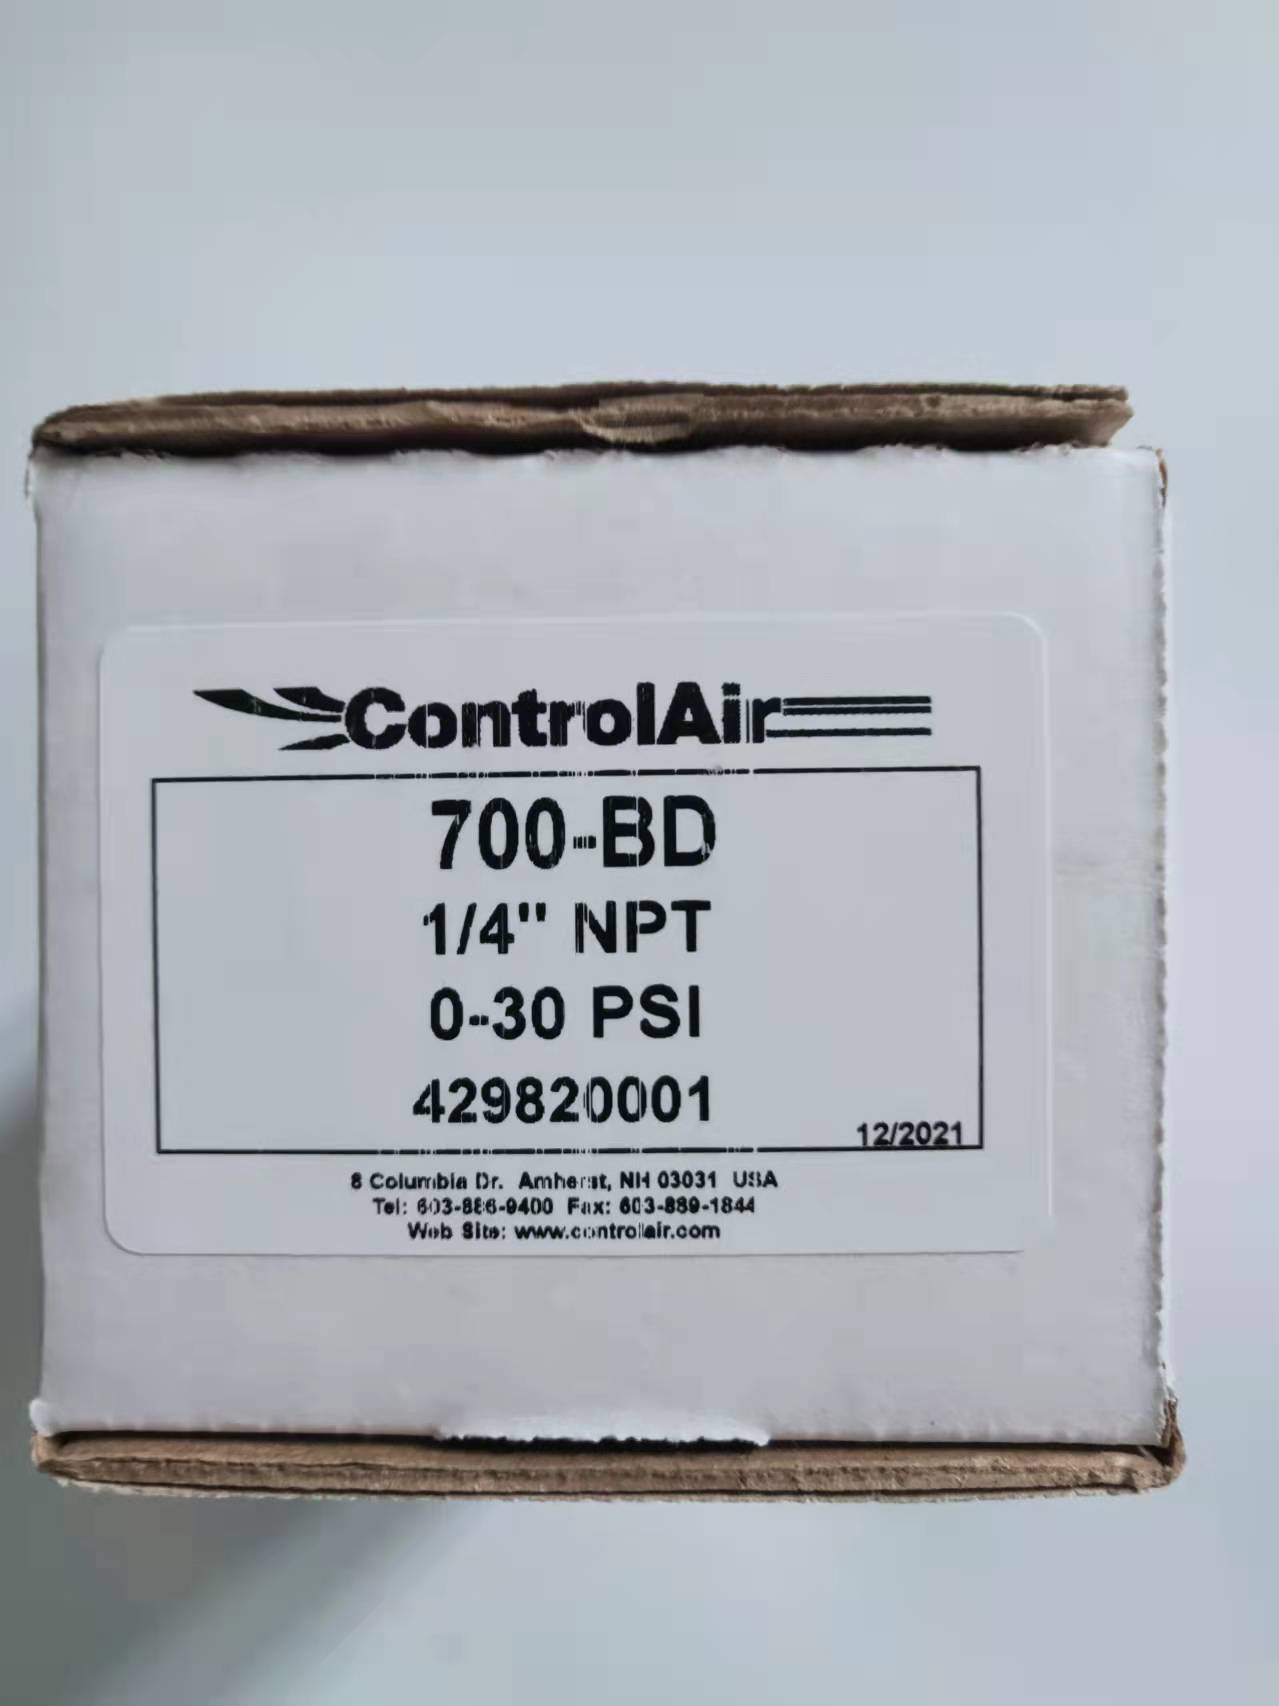 ControlAir
700-BD
1/4" NPT
0-30 PSI
429820001
12/2021
8 Columbia Dr. Amherst, NH 03031 USA
Tel: 603-886-9400 Fax: 603-889-1844
Web Site: www.controlair.com